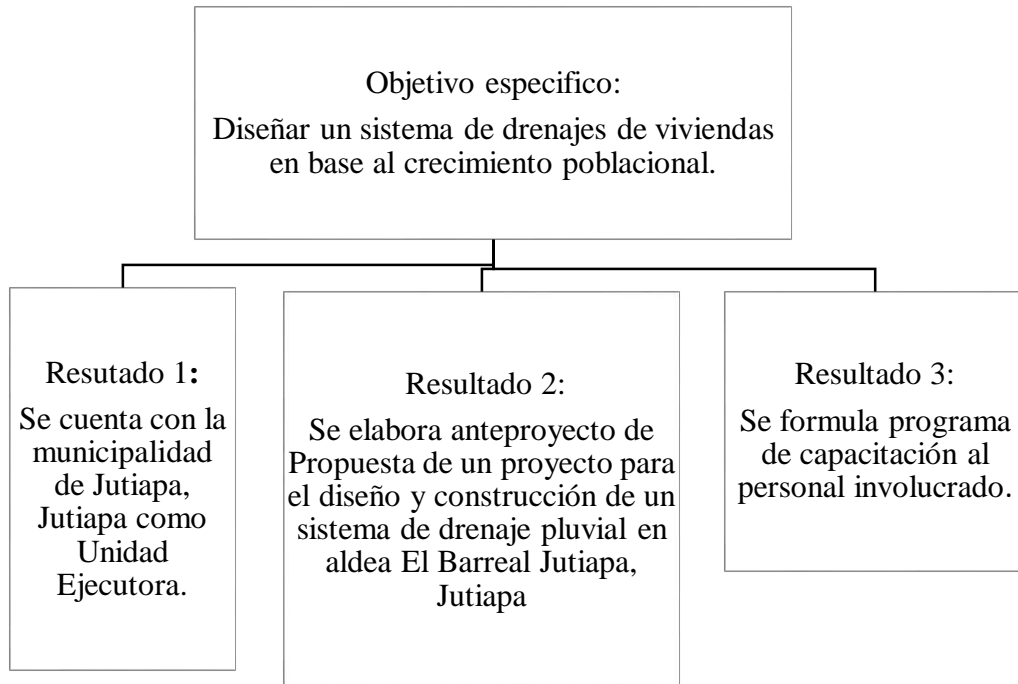 Objetivo especifico:
Diseñar un sistema de drenajes de viviendas
en base al crecimiento poblacional.
Resutado 1:
Se cuenta con la
municipalidad
de Jutiapa,
Jutiapa como
Unidad
Ejecutora.
Resultado 2:
Se elabora anteproyecto de
Propuesta de un proyecto para
el diseño y construcción de un
sistema de drenaje pluvial en
aldea El Barreal Jutiapa,
Jutiapa
Resultado 3:
Se formula programa
de capacitación al
personal involucrado.